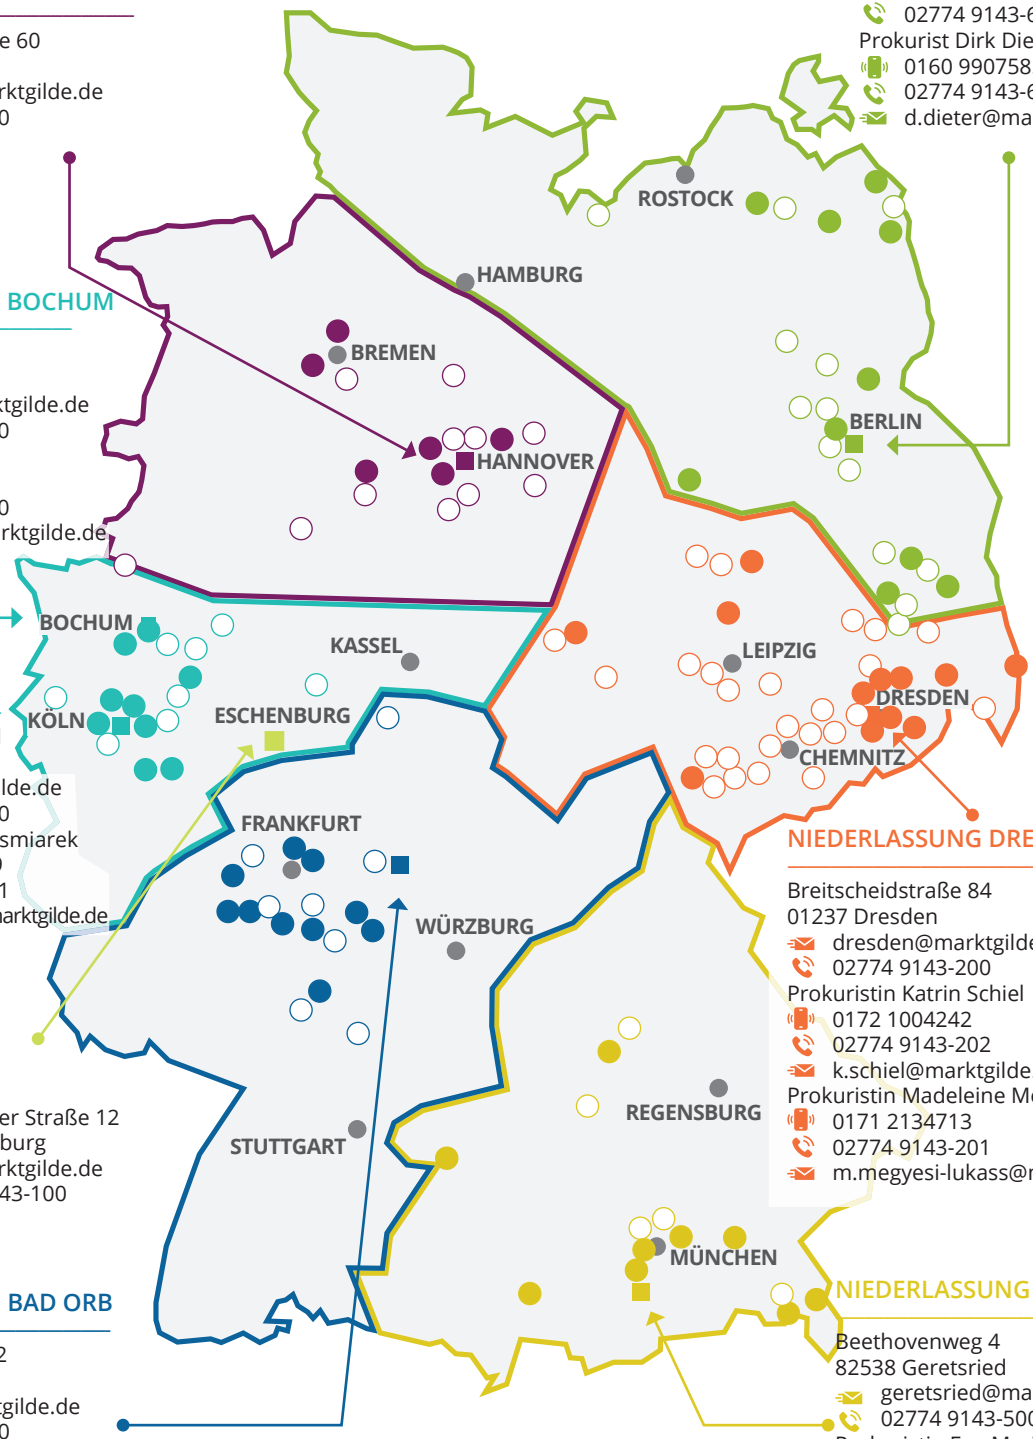 e 60
rktgilde.de
0
02774 9143-6
Prokurist Dirk Die
0160 990758
02774 9143-6
d.dieter@ma
ROSTOCK
HAMBURG
BOCHUM
BREMEN
ktgilde.de
0
BERLIN
HANNOVER
0
arktgilde.de
BOCHUM
KASSEL
LEIPZIG
DRESDEN
KÖLN
ESCHENBURG
CHEMNITZ
ilde.de
0
smiarek
9
1
marktgilde.de
FRANKFURT
WÜRZBURG
NIEDERLASSUNG DRE
Breitscheidstraße 84
01237 Dresden
dresden@marktgilde
02774 9143-200
Prokuristin Katrin Schiel
0172 1004242
02774 9143-202
k.schiel@marktgilde.
Prokuristin Madeleine Me
0171 2134713
02774 9143-201
m.megyesi-lukass@m
REGENSBURG
er Straße 12
burg
rktgilde.de
43-100
STUTTGART
MÜNCHEN
BAD ORB
2
tgilde.de
0
NIEDERLASSUNG
Beethovenweg 4
82538 Geretsried
geretsried@ma
02774 9143-500